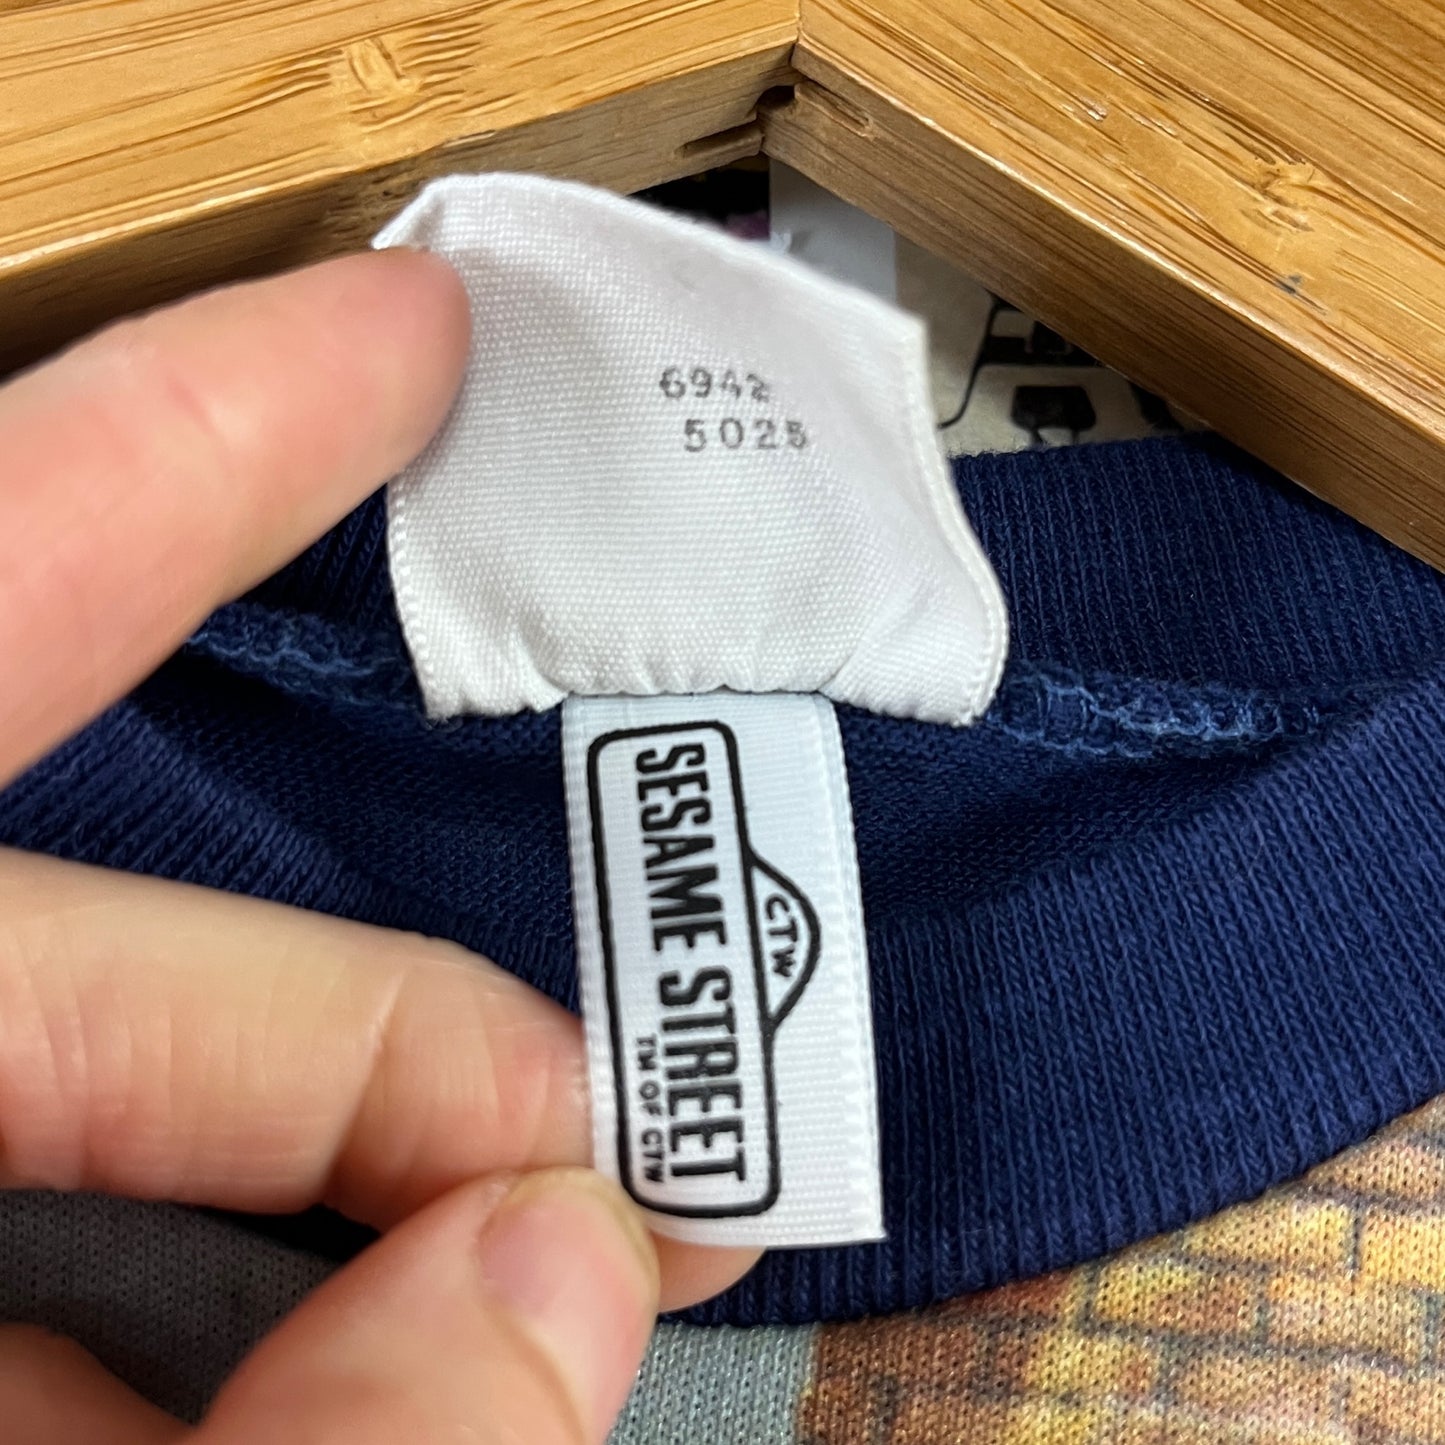 6942
5025
CTW
SESAME STREET
TM OF CTW